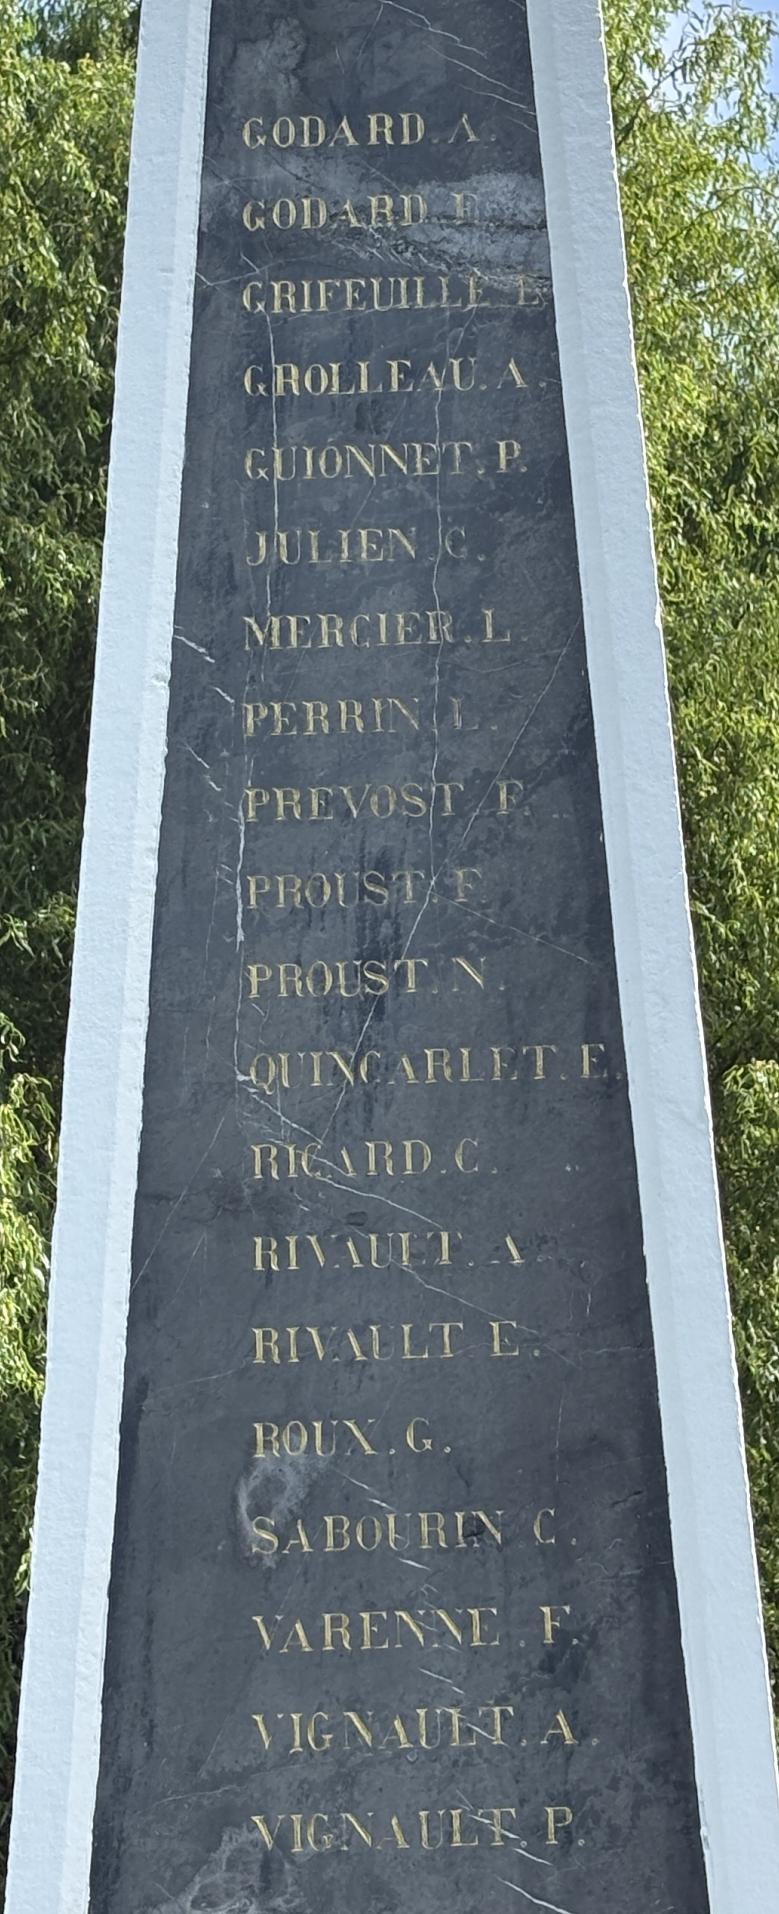 GODARD. A.
GODARD
GRIFEUILLE.
GROLLEAU. A.
GUIONNET. P.
JULIEN. C.
MERCIER. L.
PERRIN. L.
PREVOST. F.
PROUST. F.
PROUST. N.
QUINCARLET. E.
RICARD. C.
RIVAULT. A
RIVAULT E.
ROUX. G.
SABOURIN C.
VARENNE. F.
VIGNAULT. A.
VIGNAULT. P.